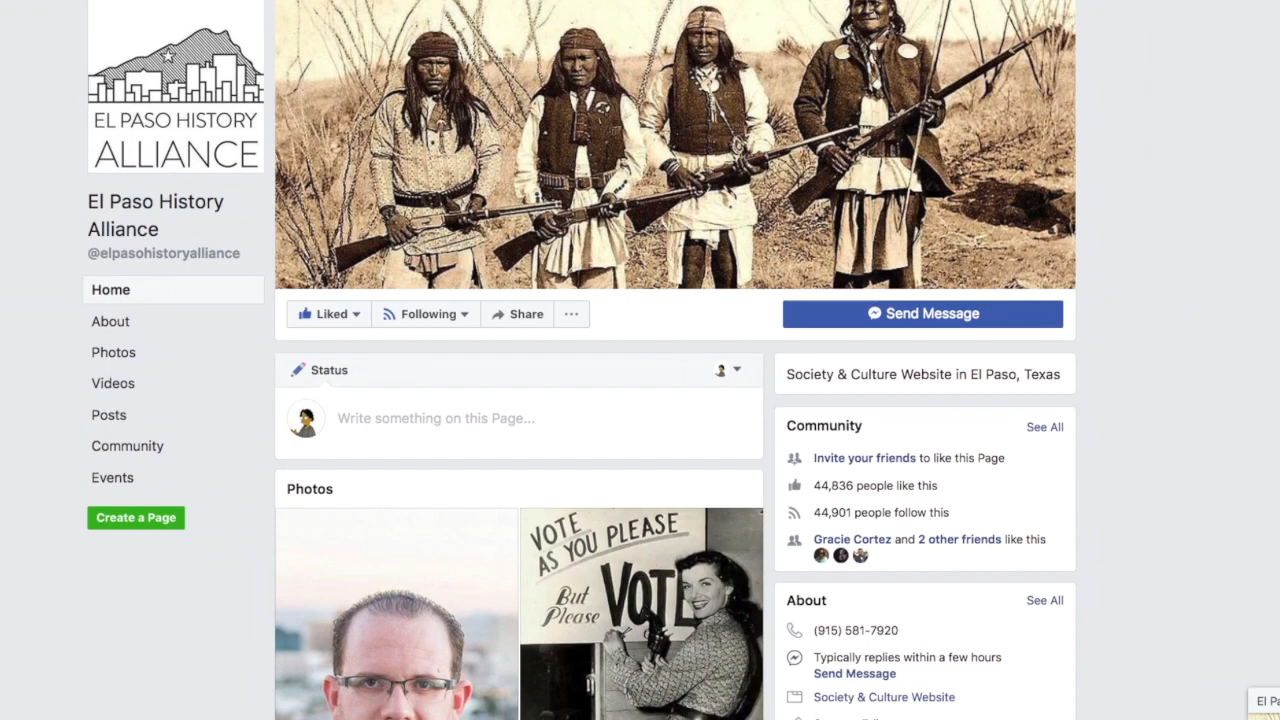 EL PASO HISTORY
ALLIANCE
El Paso History
Alliance
@elpasohistoryalliance
Home
About
Photos
Videos
Posts
Community
Events
Create a Page
Liked
Following
Share
Send Message
Status
Write something on this Page...
Photos
VOTE
AS YOU PLEASE
But
Please
VOTE
Society & Culture Website in El Paso, Texas
Community
See All
Invite your friends to like this Page
44,836 people like this
44,901 people follow this
Gracie Cortez and 2 other friends like this
About
See All
(915) 581-7920
Typically replies within a few hours
Send Message
Society & Culture Website
El